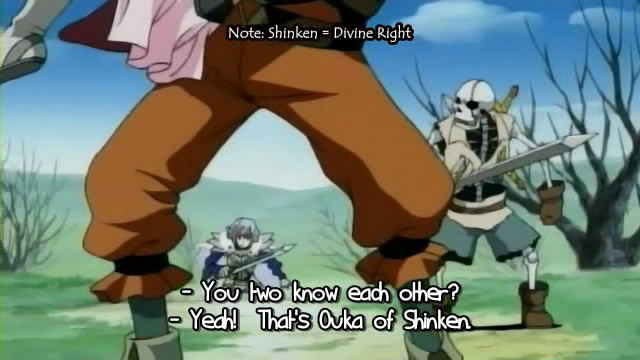 Note: Shinken = Divine Right
- You two know each other?
- Yeah! That's Ouka of Shinken.